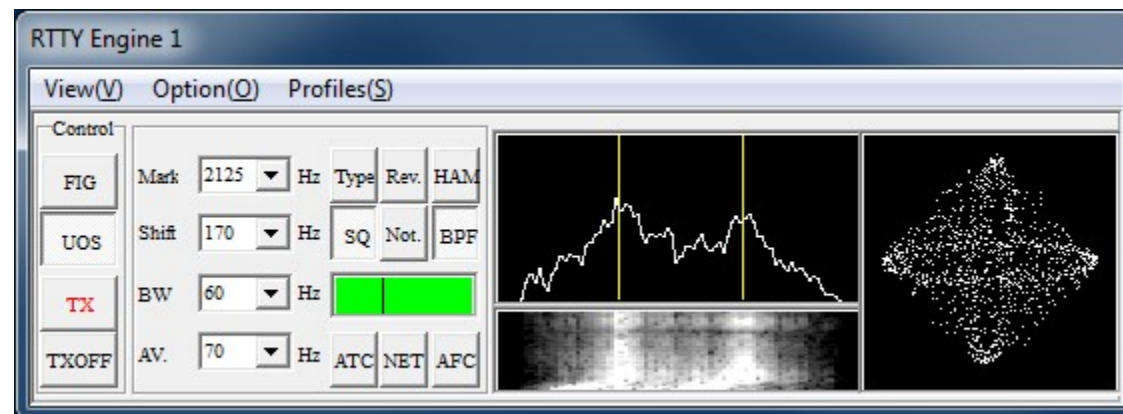 RTTY Engine 1
View(V) Option(O) Profiles(S)
Control
FIG
UOS
TX
TXOFF
Mark 2125 Hz Type Rev. HAM
Shift 170 Hz SQ Not. BPF
BW 60 Hz
AV. 70 Hz ATC NET AFC